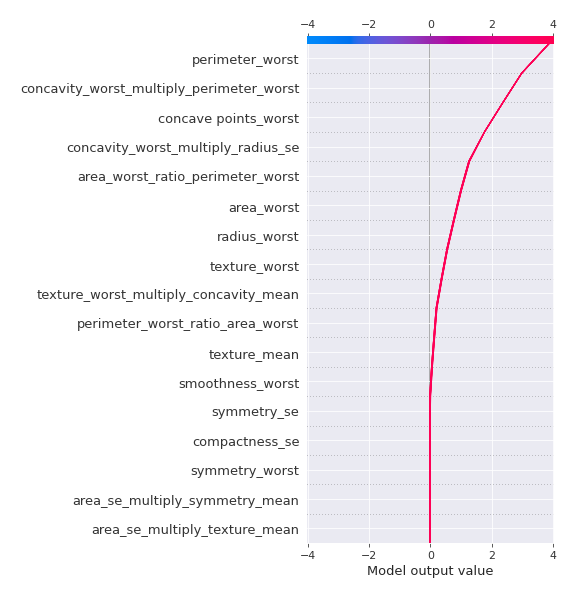 −4 −2 0 2 4
perimeter_worst
concavity_worst_multiply_perimeter_worst
concave points_worst
concavity_worst_multiply_radius_se
area_worst_ratio_perimeter_worst
area_worst
radius_worst
texture_worst
texture_worst_multiply_concavity_mean
perimeter_worst_ratio_area_worst
texture_mean
smoothness_worst
symmetry_se
compactness_se
symmetry_worst
area_se_multiply_symmetry_mean
area_se_multiply_texture_mean
−4 −2 0 2 4
Model output value